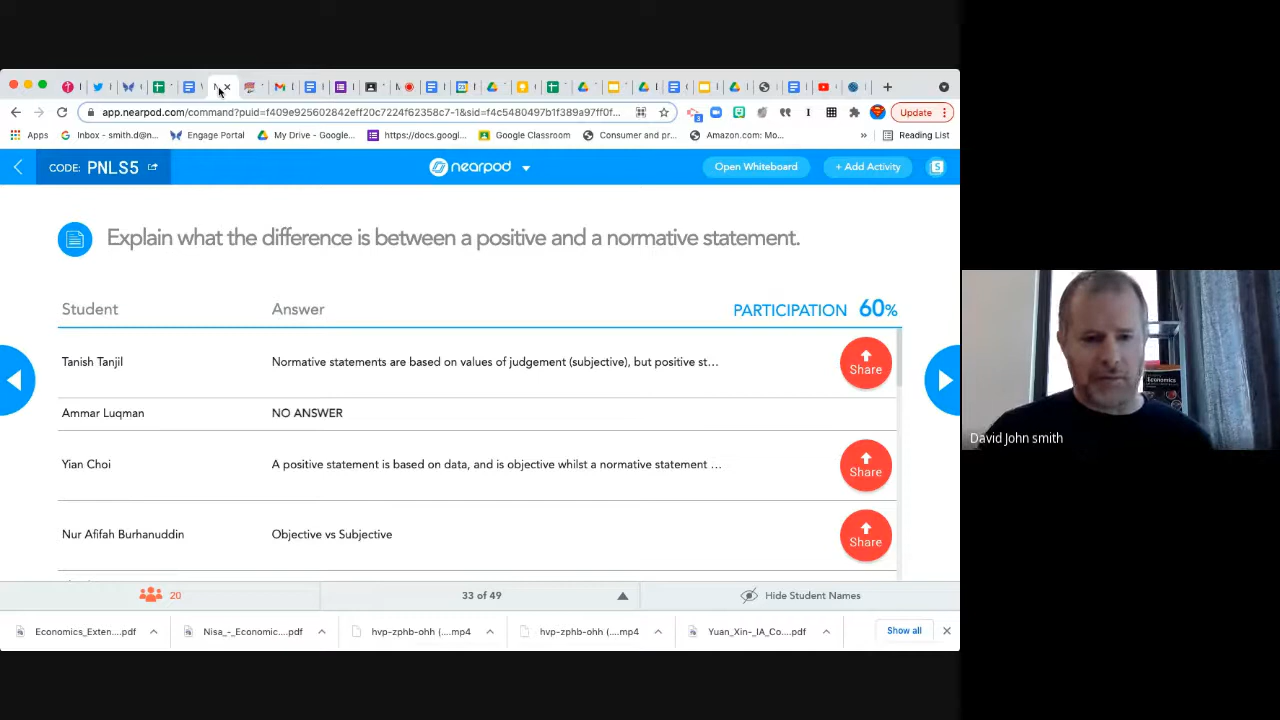 app.nearpod.com/command?puid=f409e925602842eff20c7224f62358c7-1&sid=f4c5480497b1f389a97ff0f...
Update
Apps
Inbox - smith.d@n...
Engage Portal
My Drive - Google...
https://docs.googl...
Google Classroom
Consumer and pr...
Amazon.com: Mo...
»
Reading List
CODE: PNLS5
nearpod
Open Whiteboard
+ Add Activity
S
Explain what the difference is between a positive and a normative statement.
Student
Answer
PARTICIPATION 60%
Tanish Tanjil
Normative statements are based on values of judgement (subjective), but positive st...
Share
Ammar Luqman
NO ANSWER
Yian Choi
A positive statement is based on data, and is objective whilst a normative statement ...
Share
Nur Afifah Burhanuddin
Objective vs Subjective
Share
20
33 of 49
Hide Student Names
Economics_Exten....pdf
Nisa_-_Economic....pdf
hvp-zphb-ohh (....mp4
hvp-zphb-ohh (....mp4
Yuan_Xin-_IA_Co....pdf
Show all
Economics
David John smith